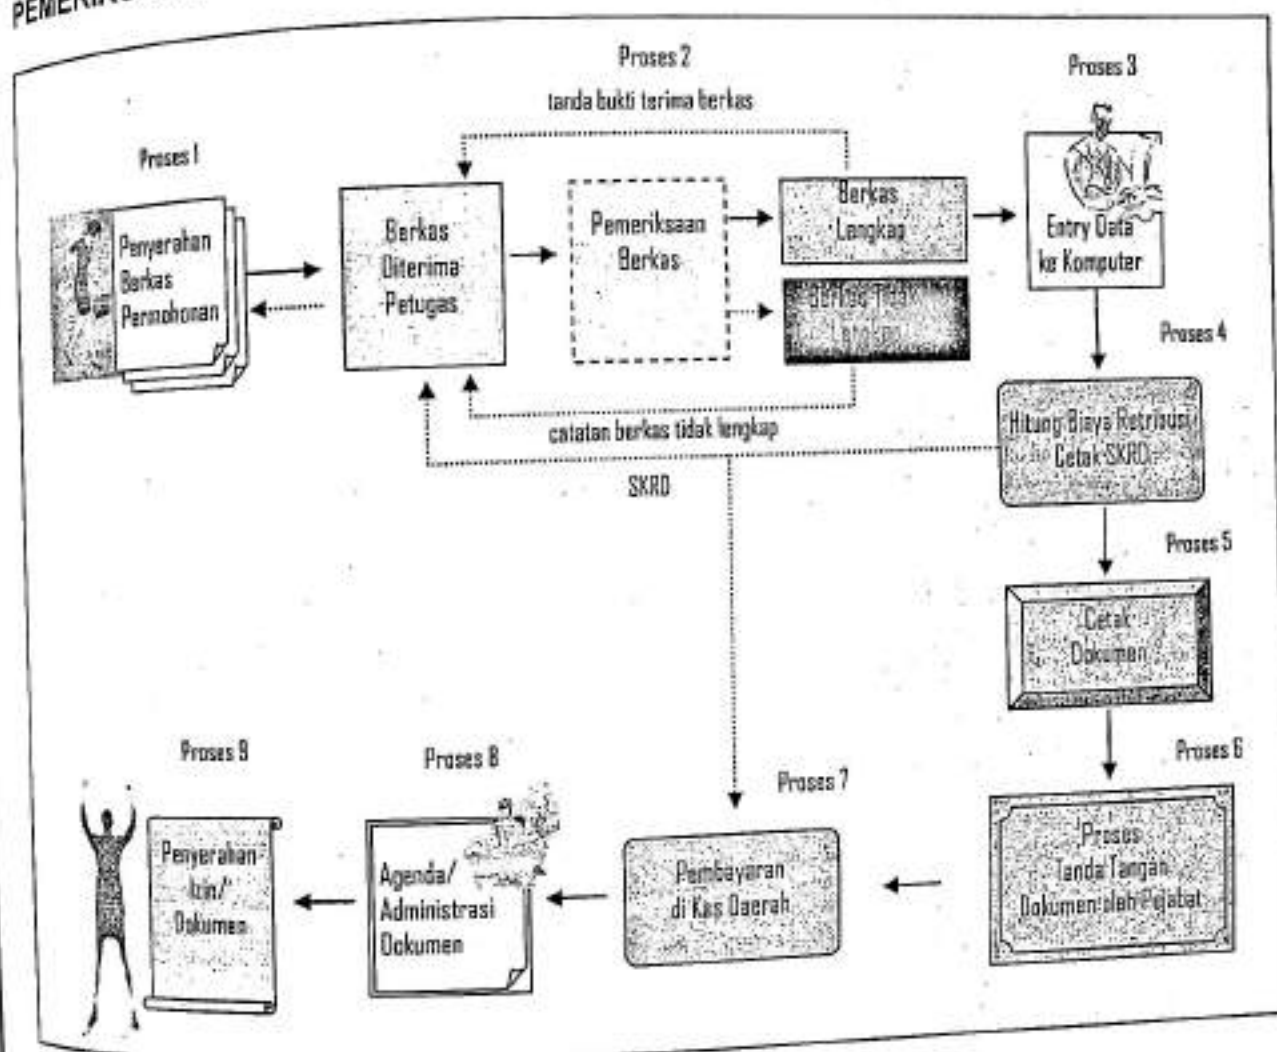 Proses 1
Penyerahan
Berkas
Permohonan
Proses 2
tanda bukti terima berkas
Berkas
Diterima
Petugas
Pemeriksaan
Berkas
Berkas
Lengkap
Berkas Tidak
Lengkap
catatan berkas tidak lengkap
SKRD
Proses 3
Entry Data
ke Komputer
Proses 4
Hitung Biaya Retribusi
Cetak SKRD
Proses 5
Cetak
Dokumen
Proses 6
Proses
Tanda Tangan
Dokumen oleh Pejabat
Proses 7
Pembayaran
di Kas Daerah
Proses 8
Agenda/
Administrasi
Dokumen
Proses 9
Penyerahan
Izin/
Dokumen